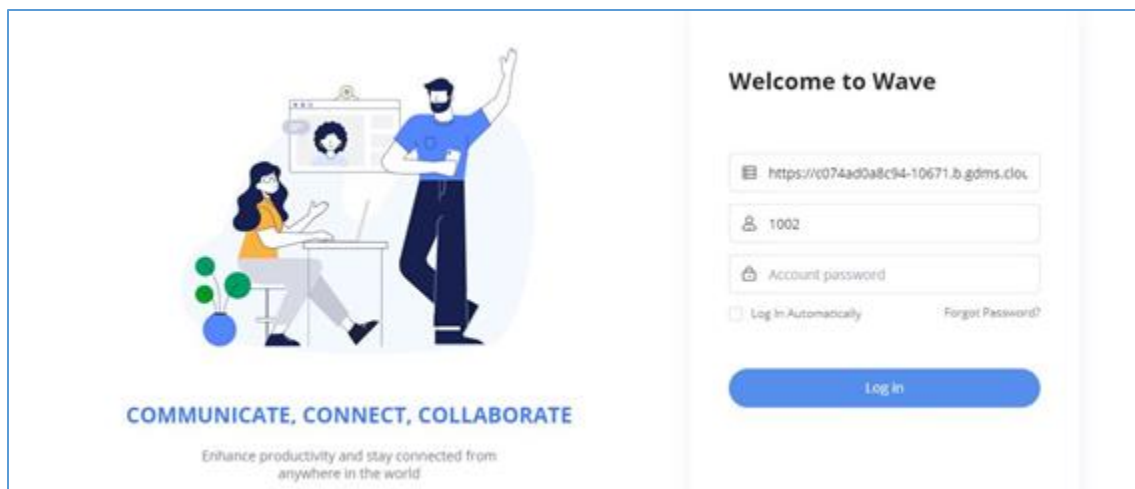 Welcome to Wave
https://c074ad0a8c94-10671.b.gdms.clou
1002
Account password
Log In Automatically Forgot Password?
Log in
COMMUNICATE, CONNECT, COLLABORATE
Enhance productivity and stay connected from
anywhere in the world